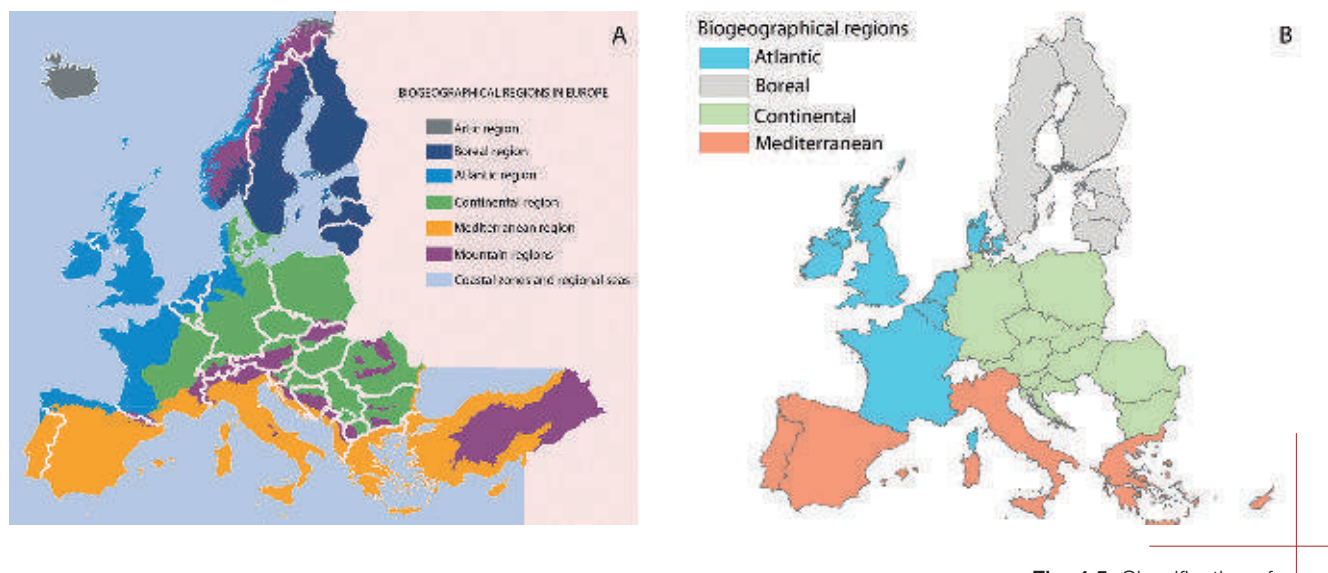 A
BIOGEOGRAPHICAL REGIONS IN EUROPE
Artic region
Boreal region
Atlantic region
Continental region
Mediterranean region
Mountain regions
Coastal zones and regional seas
Biogeographical regions
B
Atlantic
Boreal
Continental
Mediterranean